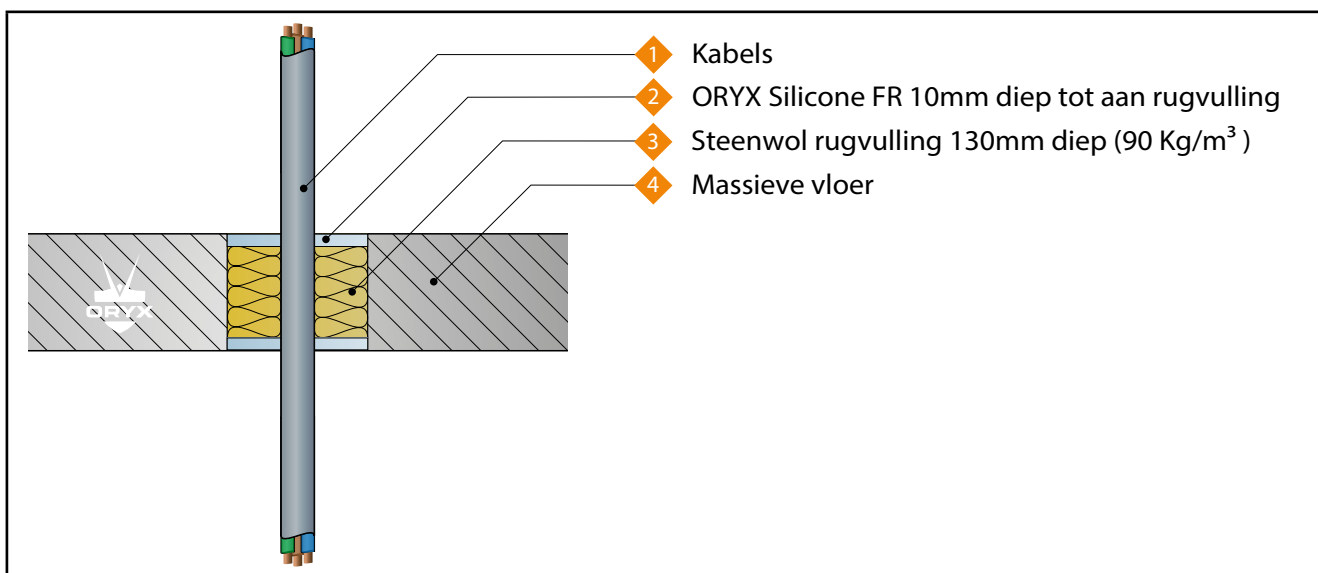 1 Kabels
2 ORYX Silicone FR 10mm diep tot aan rugvulling
3 Steenwol rugvulling 130mm diep (90 Kg/m³ )
4 Massieve vloer
ORYX